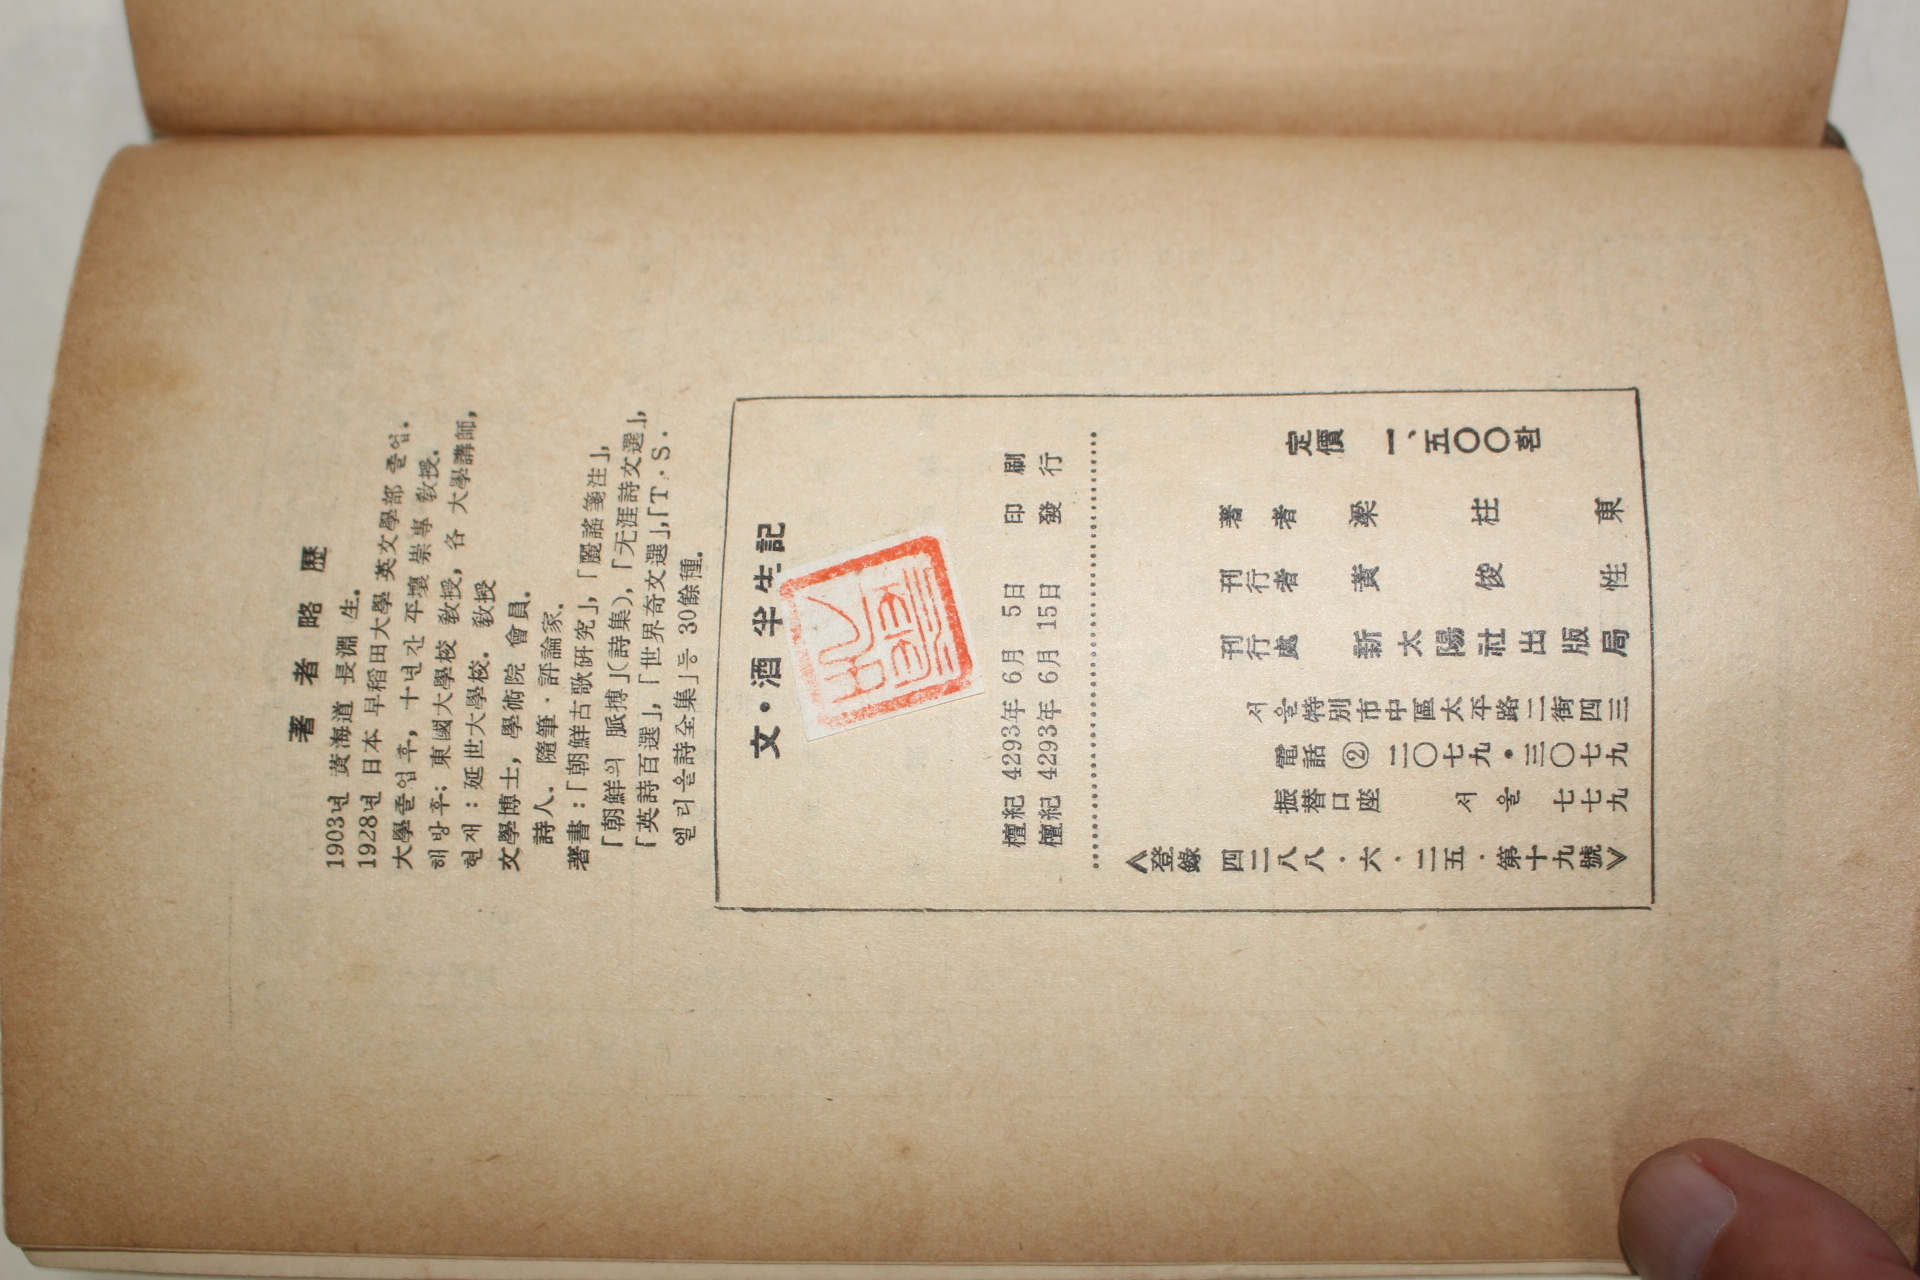 著者略歷
1903년 黃海道 長淵 生.
1928년 日本 早稻田大學 英文學部 졸업.
大學졸업후, 十년간 平壤 崇專 敎授.
해방후; 東國大學校 敎授, 各 大學講師,
현재 : 延世大學校. 敎授
文學博士, 學術院 會員.
詩人. 隨筆·評論家.
著書 :「朝鮮古歌硏究」,「麗謠箋注」,
「朝鮮의 脈搏」(詩集),「无涯詩文選」,
「英詩百選」,「世界奇文選」,「T·S.
엘리올詩全集」등 30餘種.
文·酒 半生記
檀紀 4293年 6月 5日 印刷
檀紀 4293年 6月 15日 發行
定價 一、五〇〇환
著者 梁柱東
刊行者 黃俊性
刊行處 新太陽社出版局
서울特別市中區太平路二街四三
電話 ② 二〇七九·三〇七九
振替口座 서울 七七九
≪登錄 四二八八·六·二五·第十九號≫